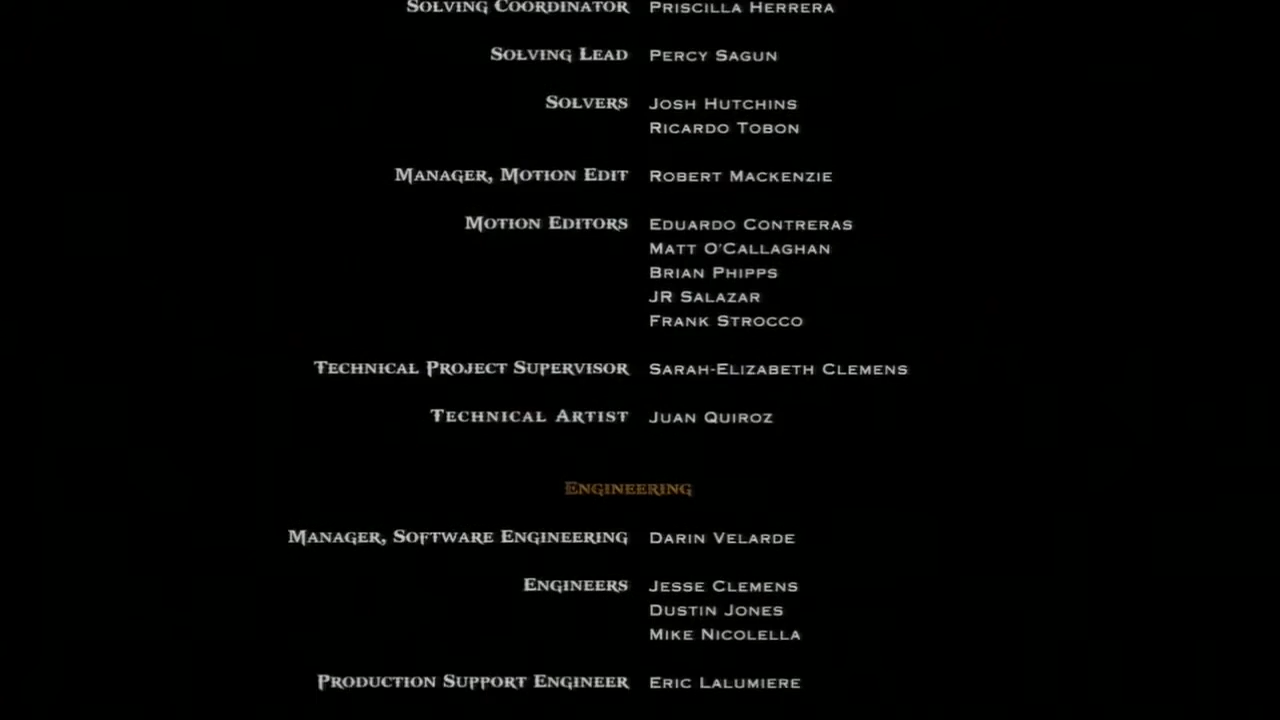 Solving Coordinator Priscilla Herrera
Solving Lead Percy Sagun
Solvers Josh Hutchins
Ricardo Tobon
Manager, Motion Edit Robert Mackenzie
Motion Editors Eduardo Contreras
Matt O'Callaghan
Brian Phipps
JR Salazar
Frank Strocco
Technical Project Supervisor Sarah-Elizabeth Clemens
Technical Artist Juan Quiroz
Engineering
Manager, Software Engineering Darin Velarde
Engineers Jesse Clemens
Dustin Jones
Mike Nicolella
Production Support Engineer Eric Lalumiere